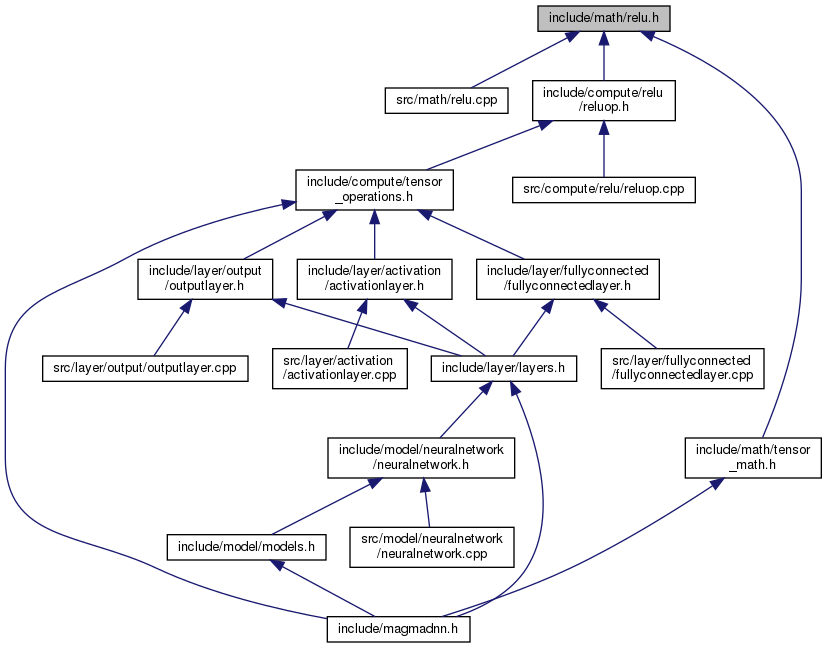 include/math/relu.h
src/math/relu.cpp
include/compute/relu
/reluop.h
include/compute/tensor
_operations.h
src/compute/relu/reluop.cpp
include/layer/output
/outputlayer.h
include/layer/activation
/activationlayer.h
include/layer/fullyconnected
/fullyconnectedlayer.h
src/layer/output/outputlayer.cpp
src/layer/activation
/activationlayer.cpp
include/layer/layers.h
src/layer/fullyconnected
/fullyconnectedlayer.cpp
include/model/neuralnetwork
/neuralnetwork.h
include/math/tensor
_math.h
include/model/models.h
src/model/neuralnetwork
/neuralnetwork.cpp
include/magmadnn.h